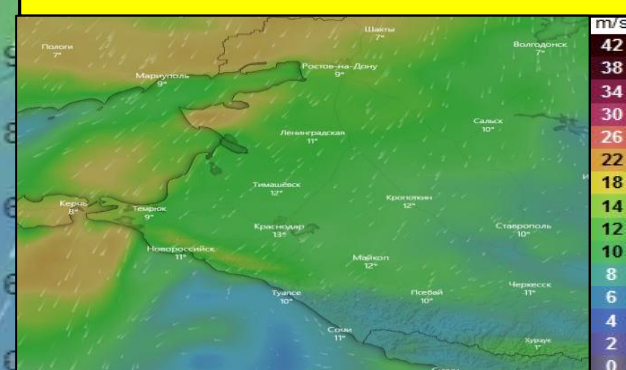 m/s
Шахты
Пологи
7°
7°
Волгодонск
7°
42
Ростов-на-Дону
9°
38
Мариуполь
9°
34
Сальск
10°
30
Ленинградская
11°
26
22
Тимашёвск
12°
Кропоткин
12°
18
Керчь
8°
Темрюк
9°
14
Краснодар
13°
Ставрополь
10°
12
Новороссийск
11°
Майкоп
12°
10
8
Туапсе
10°
Псебай
10°
Черкесск
11°
6
4
Сочи
11°
Хурзук
1°
2
0